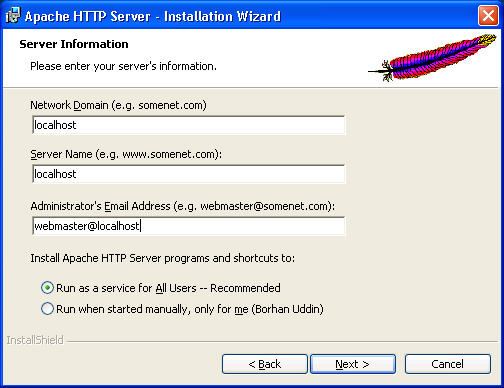 Apache HTTP Server - Installation Wizard
Server Information
Please enter your server's information.
Network Domain (e.g. somenet.com)
localhost
Server Name (e.g. www.somenet.com):
localhost
Administrator's Email Address (e.g. webmaster@somenet.com):
webmaster@localhost
Install Apache HTTP Server programs and shortcuts to:
Run as a service for All Users -- Recommended
Run when started manually, only for me (Borhan Uddin)
InstallShield
< Back Next > Cancel